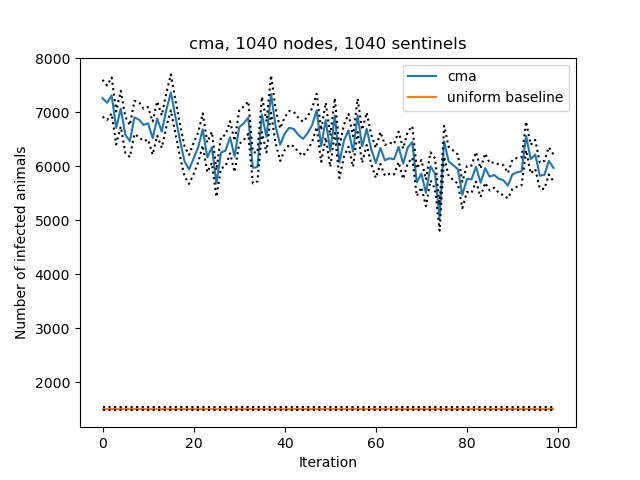 cma, 1040 nodes, 1040 sentinels
8000
7000
6000
5000
4000
3000
2000
Number of infected animals
cma
uniform baseline
0
20
40
60
80
100
Iteration